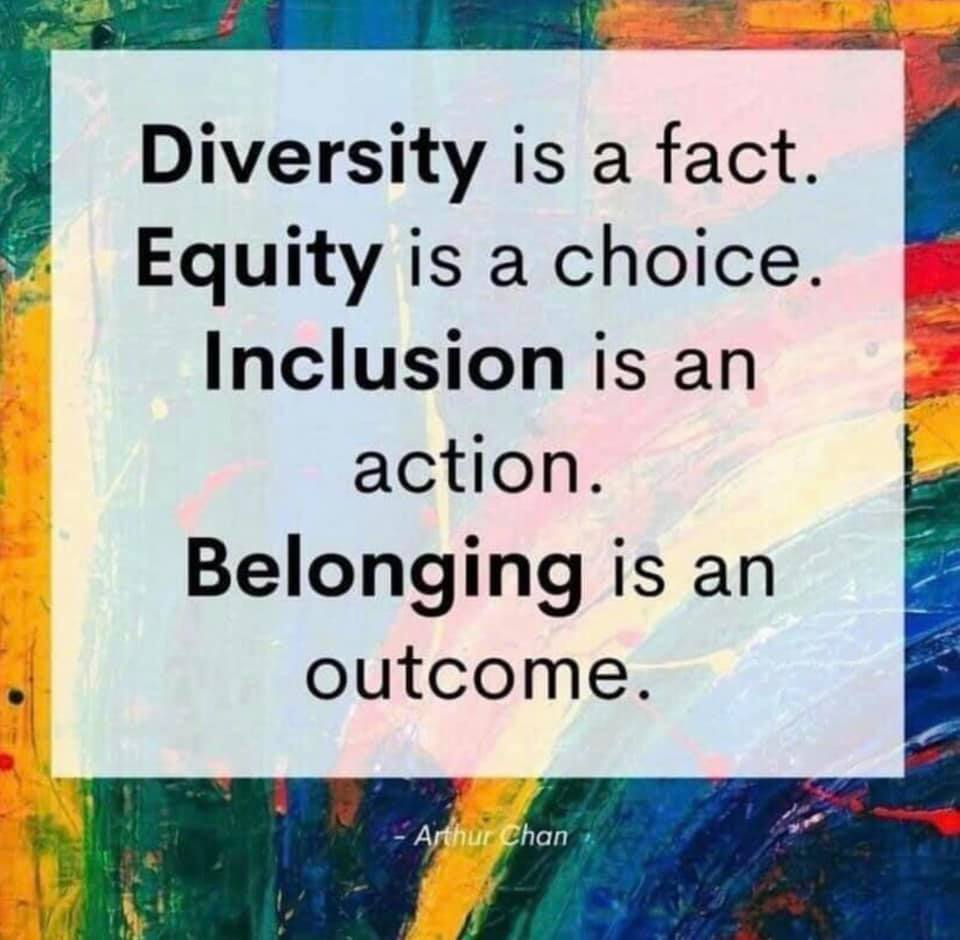 Diversity is a fact.
Equity is a choice.
Inclusion is an
action.
Belonging is an
outcome.
- Arthur Chan